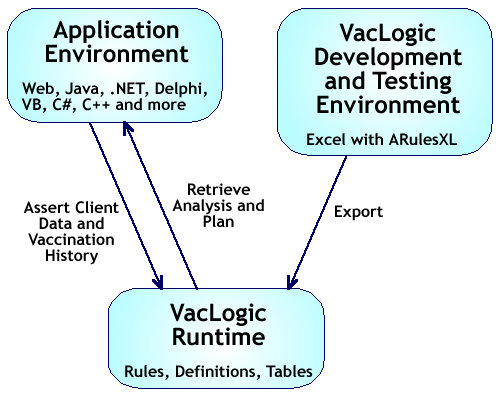 Application
Environment
Web, Java, .NET, Delphi,
VB, C#, C++ and more
VacLogic
Development
and Testing
Environment
Excel with ARulesXL
Assert Client
Data and
Vaccination
History
Retrieve
Analysis and
Plan
Export
VacLogic
Runtime
Rules, Definitions, Tables